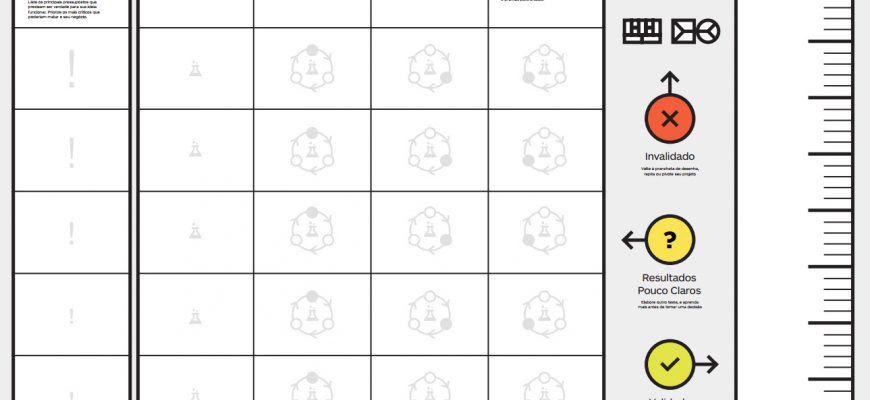 Liste os principais pressupostos que
precisam ser verdade para sua ideia
funcionar. Priorize os mais críticos que
poderiam matar o seu negócio.
Invalidado
Volte à prancheta de desenho,
repita ou pivote seu projeto
?
Resultados
Pouco Claros
Elabore outro teste, e aprenda
mais antes de tomar uma decisão